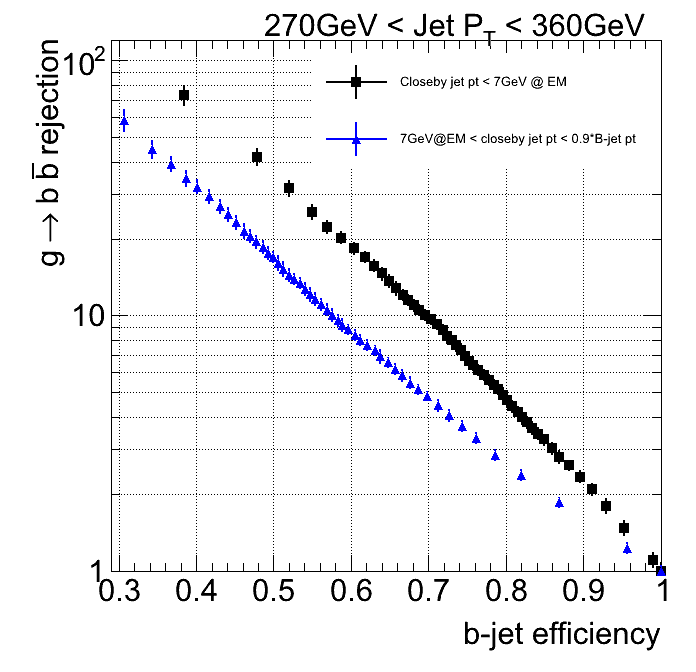 270GeV < Jet P_T < 360GeV
10²
Closeby jet pt < 7GeV @ EM
7GeV@EM < closeby jet pt < 0.9*B-jet pt
g → b b̅ rejection
10
1
0.3 0.4 0.5 0.6 0.7 0.8 0.9 1
b-jet efficiency